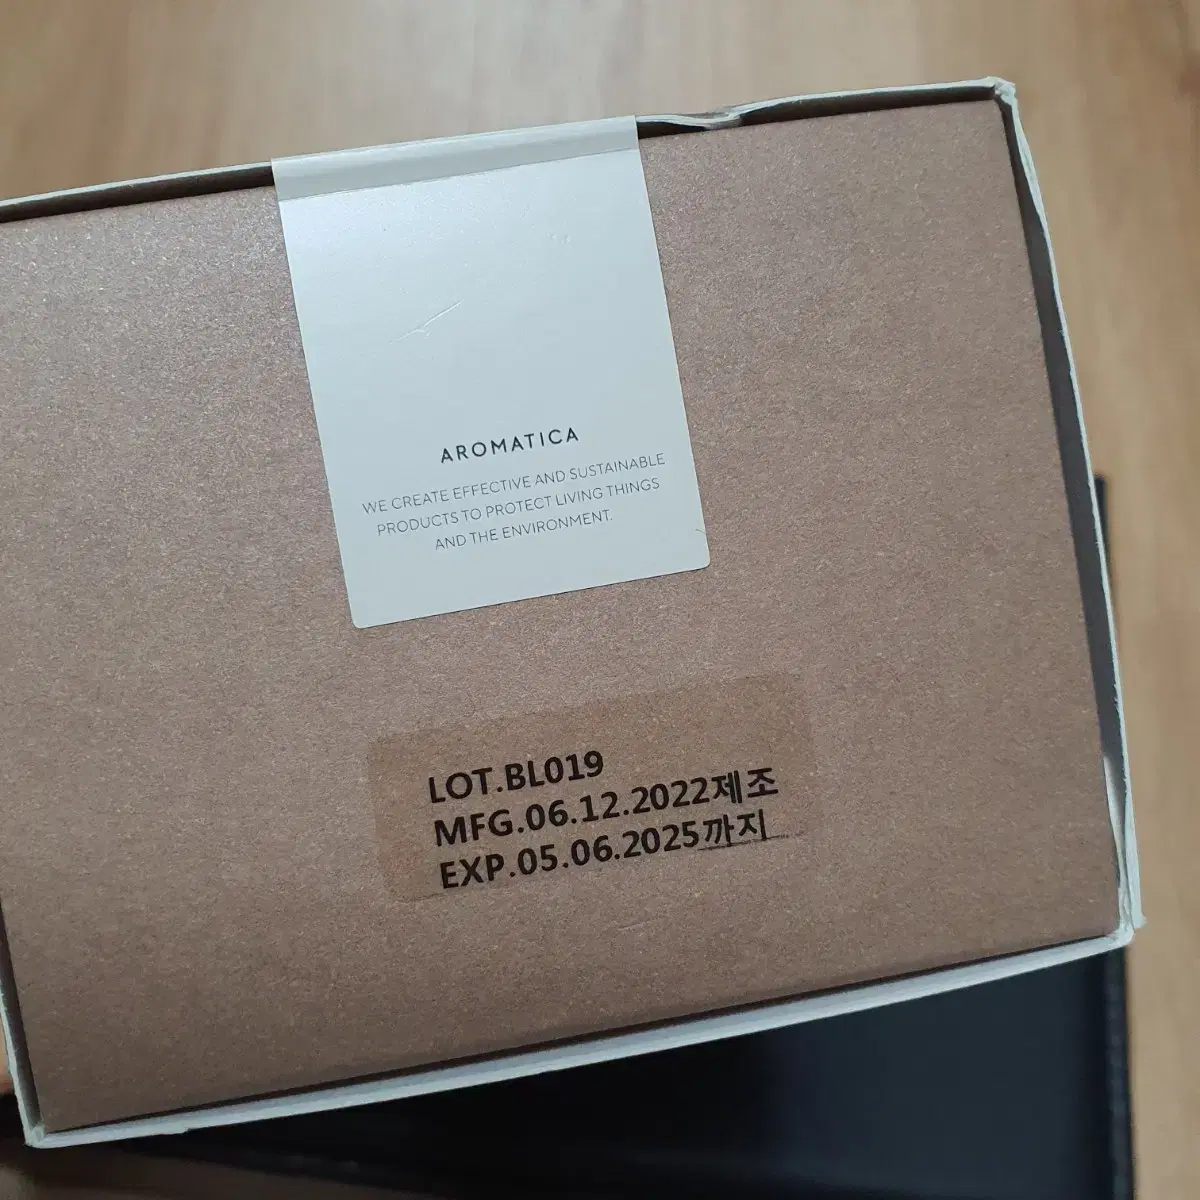 AROMATICA
WE CREATE EFFECTIVE AND SUSTAINABLE
PRODUCTS TO PROTECT LIVING THINGS
AND THE ENVIRONMENT.
LOT.BL019
MFG.06.12.2022제조
EXP.05.06.2025까지